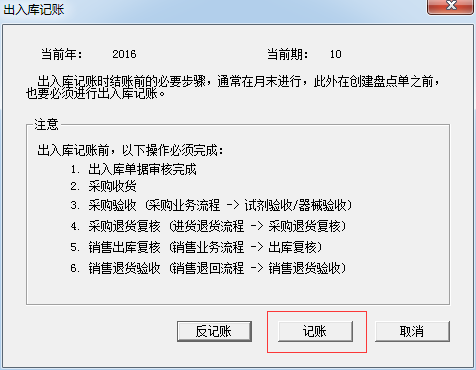 出入库记账
当前年: 2016 当前期: 10
出入库记账时结账前的必要步骤，通常在月末进行，此外在创建盘点单之前，
也要必须进行出入库记账。
注意
出入库记账前，以下操作必须完成:
1. 出入库单据审核完成
2. 采购收货
3. 采购验收（采购业务流程 -> 试剂验收/器械验收）
4. 采购退货复核（进货退货流程 -> 采购退货复核）
5. 销售出库复核（销售业务流程 -> 出库复核）
6. 销售退货验收（销售退回流程 -> 销售退货验收）
反记账 记账 取消